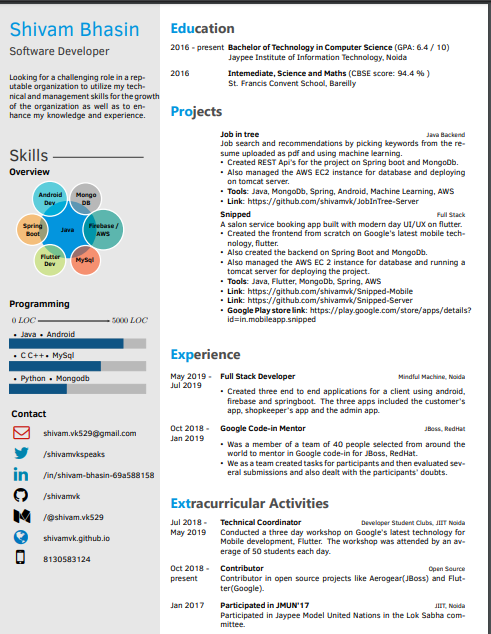 Shivam Bhasin
Software Developer
Looking for a challenging role in a rep-
utable organization to utilize my tech-
nical and management skills for the growth
of the organization as well as to en-
hance my knowledge and experience.
Skills
Overview
Android
Dev
Mongo
DB
Spring
Boot
Java
Firebase /
AWS
Flutter
Dev
MySql
Programming
0 LOC
5000 LOC
• Java • Android
• C C++ • MySql
• Python • Mongodb
Contact
shivam.vk529@gmail.com
/shivamvkspeaks
/in/shivam-bhasin-69a588158
/shivamvk
/@shivam.vk529
shivamvk.github.io
8130583124
Education
2016 - present Bachelor of Technology in Computer Science (GPA: 6.4 / 10)
Jaypee Institute of Information Technology, Noida
2016 Intemediate, Science and Maths (CBSE score: 94.4 % )
St. Francis Convent School, Bareilly
Projects
Job in tree Java Backend
Job search and recommendations by picking keywords from the re-
sume uploaded as pdf and using machine learning.
• Created REST Api's for the project on Spring boot and MongoDb.
• Also managed the AWS EC2 instance for database and deploying
on tomcat server.
• Tools: Java, MongoDb, Spring, Android, Machine Learning, AWS
• Link: https://github.com/shivamvk/JobInTree-Server
Snipped Full Stack
A salon service booking app built with modern day UI/UX on flutter.
• Created the frontend from scratch on Google's latest mobile tech-
nology, flutter.
• Also created the backend on Spring Boot and MongoDb.
• Also managed the AWS EC 2 instance for database and running a
tomcat server for deploying the project.
• Tools: Java, Flutter, MongoDb, Spring, AWS
• Link: https://github.com/shivamvk/Snipped-Mobile
• Link: https://github.com/shivamvk/Snipped-Server
• Google Play store link: https://play.google.com/store/apps/details?
id=in.mobileapp.snipped
Experience
May 2019 - Full Stack Developer Mindful Machine, Noida
Jul 2019
• Created three end to end applications for a client using android,
firebase and springboot. The three apps included the customer's
app, shopkeeper's app and the admin app.
Oct 2018 - Google Code-in Mentor JBoss, RedHat
Jan 2019
• Was a member of a team of 40 people selected from around the
world to mentor in Google code-in for JBoss, RedHat.
• We as a team created tasks for participants and then evaluated sev-
eral submissions and also dealt with the participants' doubts.
Extracurricular Activities
Jul 2018 - Technical Coordinator Developer Student Clubs, JIIT Noida
May 2019 Conducted a three day workshop on Google's latest technology for
Mobile development, Flutter. The workshop was attended by an av-
erage of 50 students each day.
Oct 2018 - Contributor Open Source
present Contributor in open source projects like Aerogear(JBoss) and Flut-
ter(Google).
Jan 2017 Participated in JMUN'17 JIIT, Noida
Participated in Jaypee Model United Nations in the Lok Sabha com-
mittee.